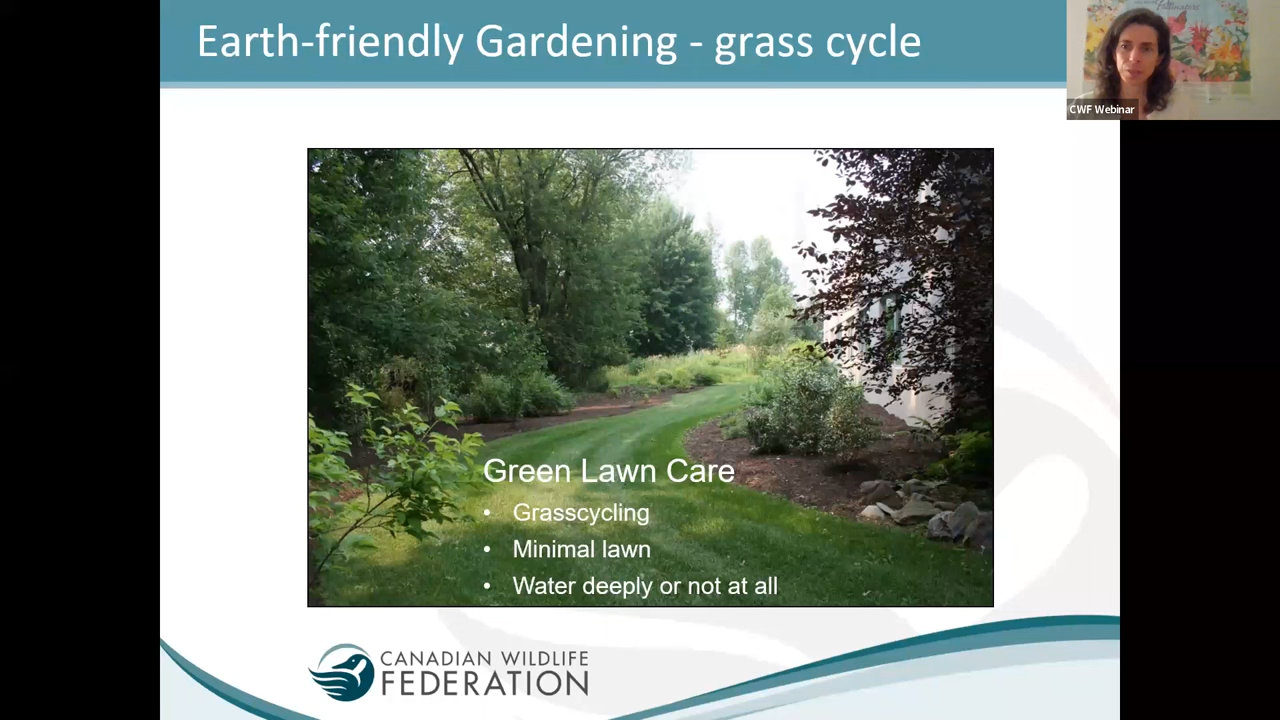 Earth-friendly Gardening - grass cycle
CWF Webinar
Green Lawn Care
• Grasscycling
• Minimal lawn
• Water deeply or not at all
CANADIAN WILDLIFE
FEDERATION